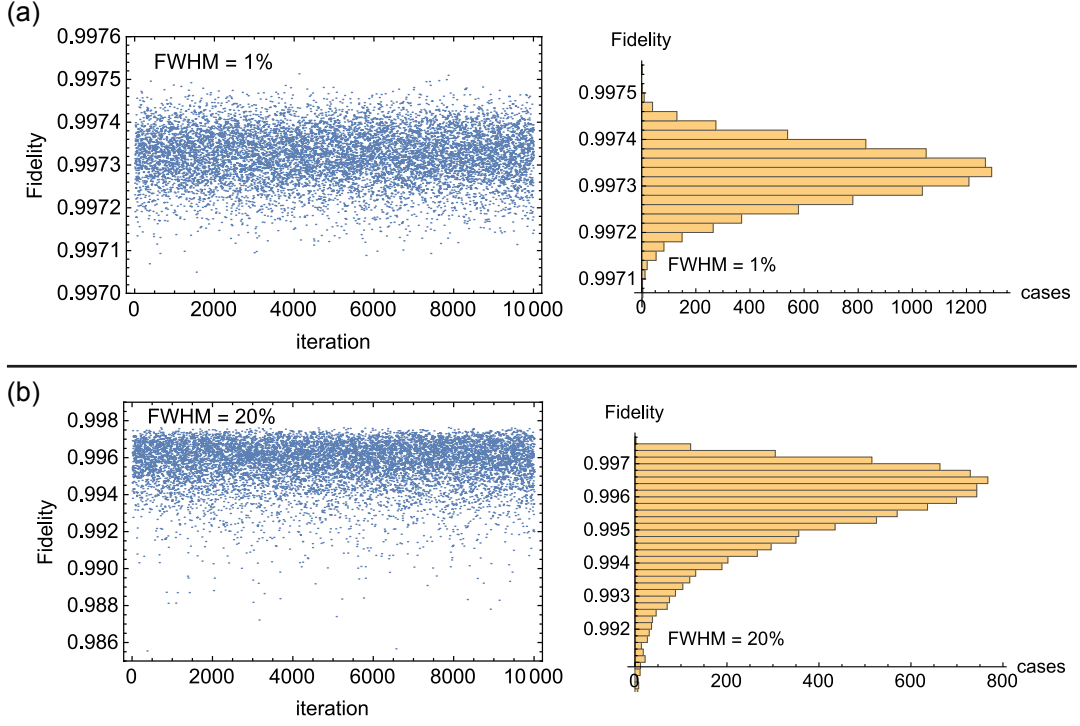 (a)
0.9976
0.9975
0.9974
0.9973
0.9972
0.9971
0.9970
Fidelity
FWHM = 1%
0 2000 4000 6000 8000 10 000
iteration
Fidelity
0.9975
0.9974
0.9973
0.9972
0.9971
FWHM = 1%
0 200 400 600 800 1000 1200
cases
(b)
0.998
0.996
0.994
0.992
0.990
0.988
0.986
Fidelity
FWHM = 20%
0 2000 4000 6000 8000 10 000
iteration
Fidelity
0.997
0.996
0.995
0.994
0.993
0.992
FWHM = 20%
0 200 400 600 800
cases